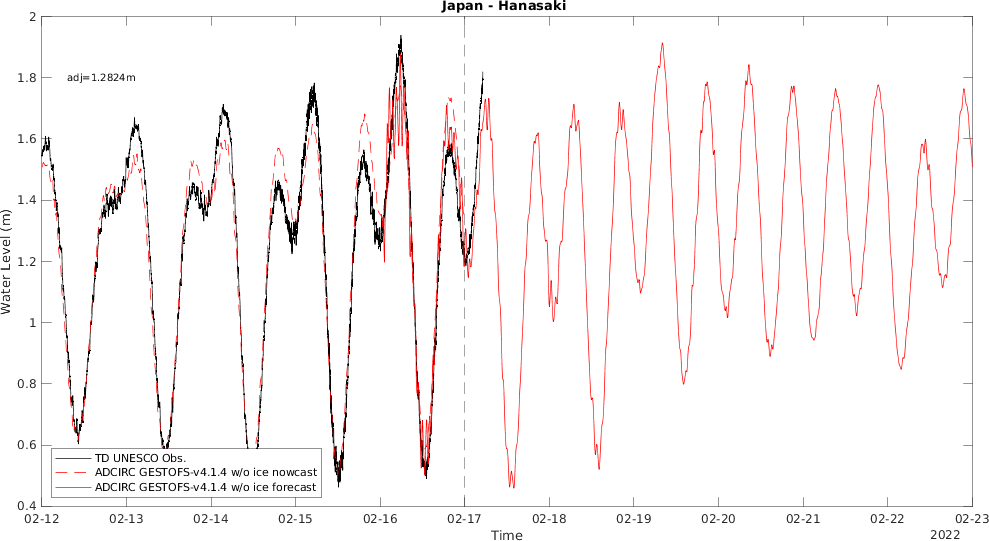 Japan - Hanasaki
2
1.8
1.6
1.4
1.2
1
0.8
0.6
0.4
Water Level (m)
adj=1.2824m
TD UNESCO Obs.
ADCIRC GESTOFS-v4.1.4 w/o ice nowcast
ADCIRC GESTOFS-v4.1.4 w/o ice forecast
02-12 02-13 02-14 02-15 02-16 02-17 02-18 02-19 02-20 02-21 02-22 02-23
Time
2022